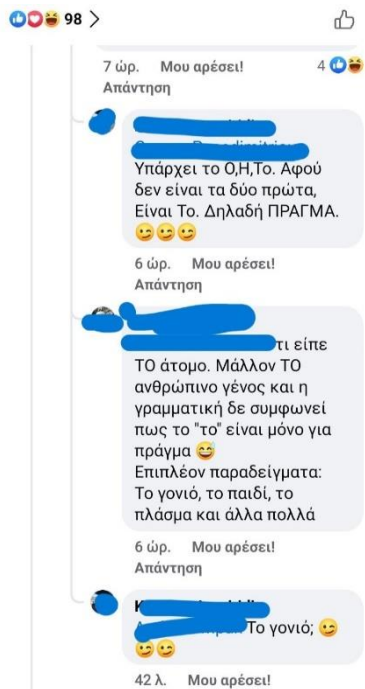 98
7 ώρ. Μου αρέσει! 4
Απάντηση
Υπάρχει το Ο,Η,Το. Αφού
δεν είναι τα δύο πρώτα,
Είναι Το. Δηλαδή ΠΡΑΓΜΑ.
😉😉😉
6 ώρ. Μου αρέσει!
Απάντηση
τι είπε
ΤΟ άτομο. Μάλλον ΤΟ
ανθρώπινο γένος και η
γραμματική δε συμφωνεί
πως το "το" είναι μόνο για
πράγμα 😅
Επιπλέον παραδείγματα:
Το γονιό, το παιδί, το
πλάσμα και άλλα πολλά
6 ώρ. Μου αρέσει!
Απάντηση
Το γονιό; 😉
😉😉
42 λ. Μου αρέσει!